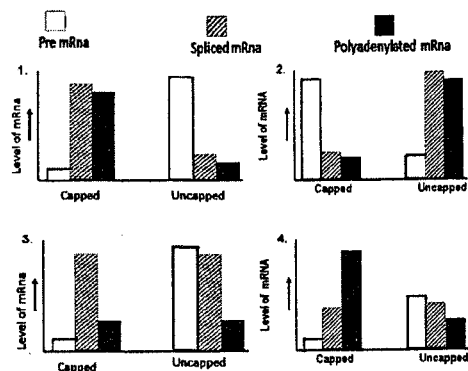 Pre mRna
Spliced mRna
Polyadenylated mRna
1.
Level of mRna
Capped
Uncapped
2.
Level of mRNA
Capped
Uncapped
3.
Level of mRna
Capped
Uncapped
4.
Level of mRNA
Capped
Uncapped